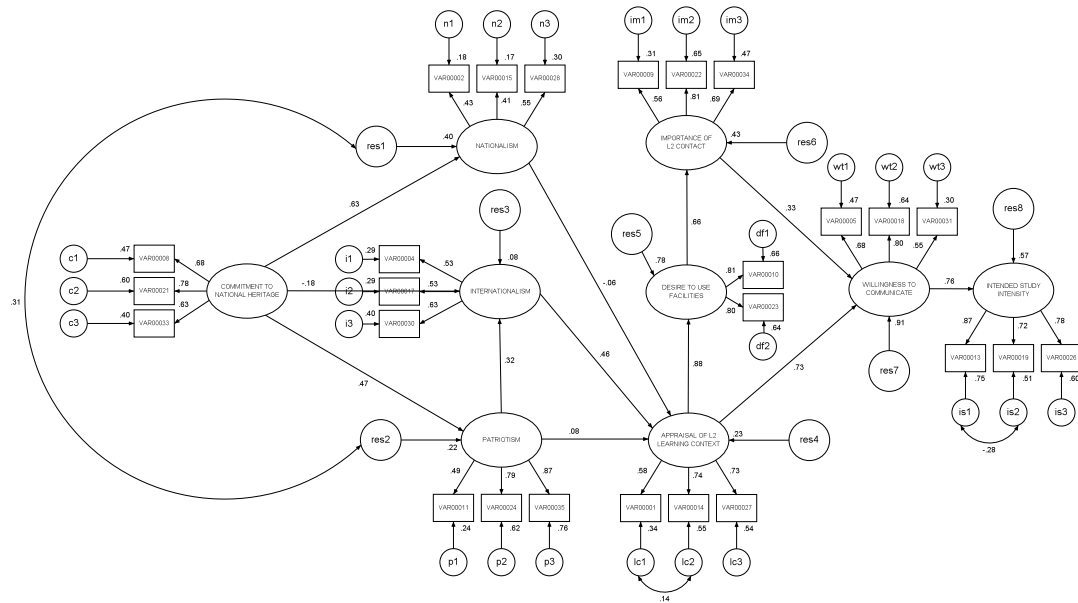 n1
n2
n3
im1
im2
im3
.18
.17
.30
.31
.65
.47
VAR00002
VAR00015
VAR00028
VAR00009
VAR00022
VAR00034
.43
.41
.55
.56
.81
.69
res1
.40
NATIONALISM
IMPORTANCE OF
L2 CONTACT
.43
res6
wt1
wt2
wt3
.47
.64
.30
VAR00005
VAR00018
VAR00031
.68
.80
.55
.63
res3
.66
.33
res8
res5
df1
.08
.78
.66
.57
c1
.47
VAR00008
.68
c2
.60
VAR00021
.78
c3
.40
VAR00033
.63
COMMITMENT TO
NATIONAL HERITAGE
-.18
i1
.29
VAR00004
.53
i2
.29
VAR00017
.53
i3
.40
VAR00030
.63
INTERNATIONALISM
-.06
DESIRE TO USE
FACILITIES
.81
VAR00010
.80
VAR00023
.64
df2
WILLINGNESS TO
COMMUNICATE
.76
INTENDED STUDY
INTENSITY
.91
res7
.87
.72
.78
VAR00013
VAR00019
VAR00026
.75
.51
.60
is1
is2
is3
-.28
.31
.32
.46
.88
.73
.47
res2
.22
PATRIOTISM
.08
APPRAISAL OF L2
LEARNING CONTEXT
.23
res4
.49
.79
.87
.58
.74
.73
VAR00011
VAR00024
VAR00035
VAR00001
VAR00014
VAR00027
.24
.62
.76
.34
.55
.54
p1
p2
p3
lc1
lc2
lc3
.14